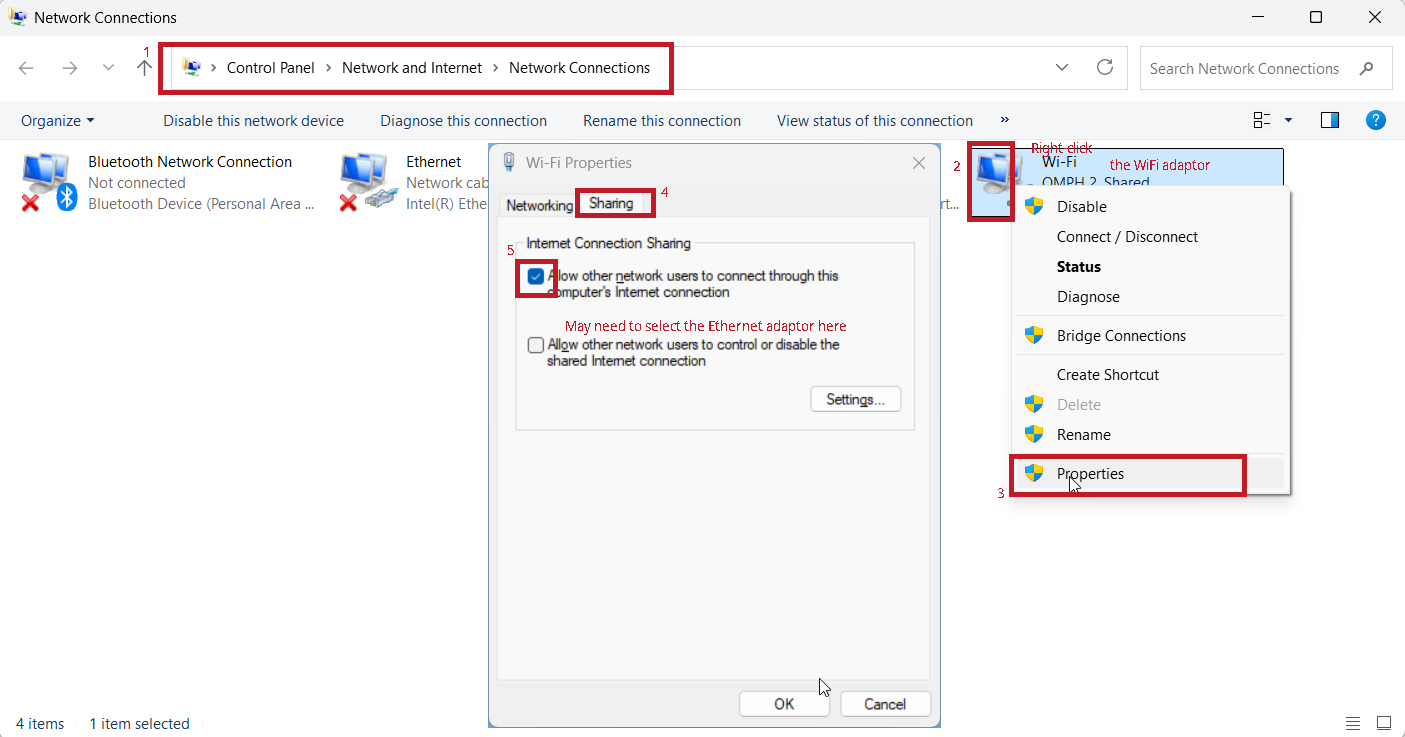 Network Connections
1
Control Panel > Network and Internet > Network Connections
Search Network Connections
Organize
Disable this network device
Diagnose this connection
Rename this connection
View status of this connection
»
?
Bluetooth Network Connection
Not connected
Bluetooth Device (Personal Area ...
Ethernet
Network cab
Intel(R) Ethe
rt...
2
Right click
the WiFi adaptor
Wi-Fi
OMPH 2, Shared
Disable
Connect / Disconnect
Status
Diagnose
Bridge Connections
Create Shortcut
Delete
Rename
Properties
3
Wi-Fi Properties
Networking
Sharing
4
Internet Connection Sharing
5
Allow other network users to connect through this
computer's Internet connection
May need to select the Ethernet adaptor here
Allow other network users to control or disable the
shared Internet connection
Settings...
OK
Cancel
4 items
1 item selected